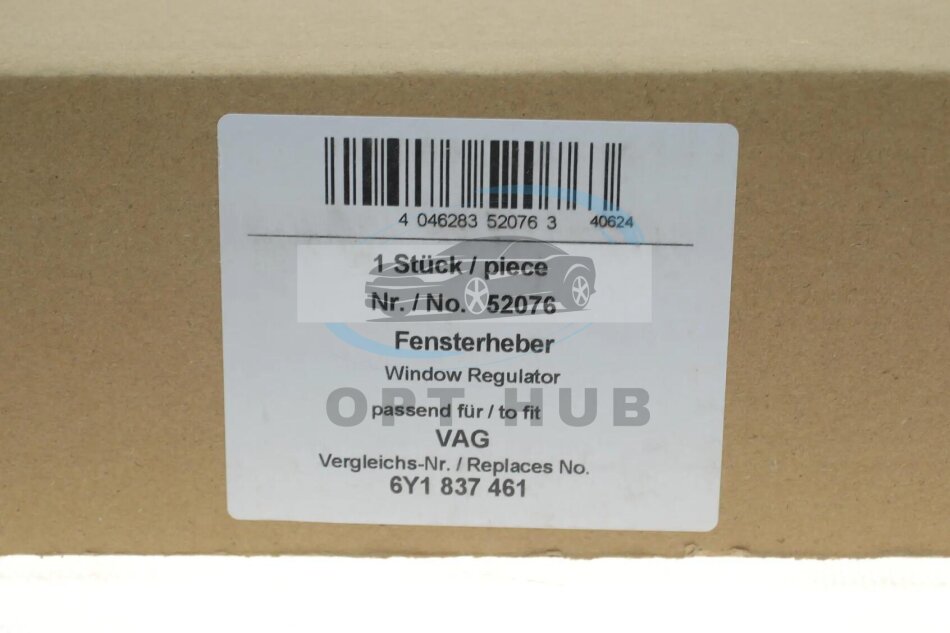 4 046283 52076 3 40624
1 Stück / piece
Nr. / No. 52076
Fensterheber
Window Regulator
OPT HUB
passend für / to fit
VAG
Vergleichs-Nr. / Replaces No.
6Y1 837 461